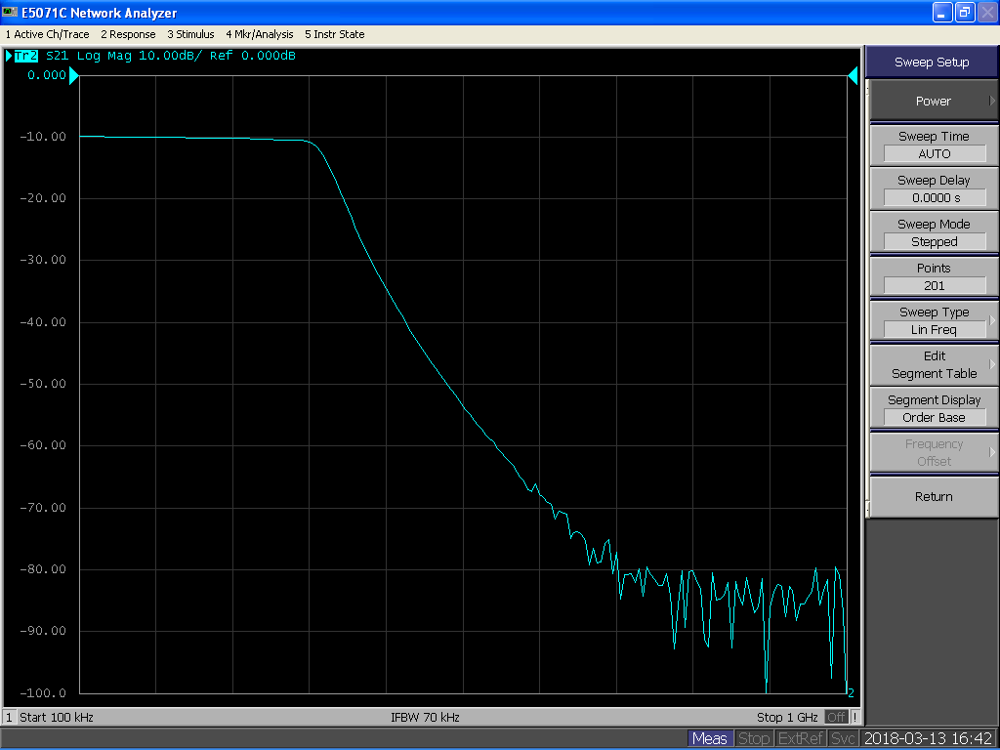 E5071C Network Analyzer
1 Active Ch/Trace 2 Response 3 Stimulus 4 Mkr/Analysis 5 Instr State
Tr2 S21 Log Mag 10.00dB/ Ref 0.000dB
0.000
-10.00
-20.00
-30.00
-40.00
-50.00
-60.00
-70.00
-80.00
-90.00
-100.0
2
Sweep Setup
Power
Sweep Time
AUTO
Sweep Delay
0.0000 s
Sweep Mode
Stepped
Points
201
Sweep Type
Lin Freq
Edit
Segment Table
Segment Display
Order Base
Frequency
Offset
Return
1 Start 100 kHz IFBW 70 kHz Stop 1 GHz Off !
Meas Stop ExtRef Svc 2018-03-13 16:42